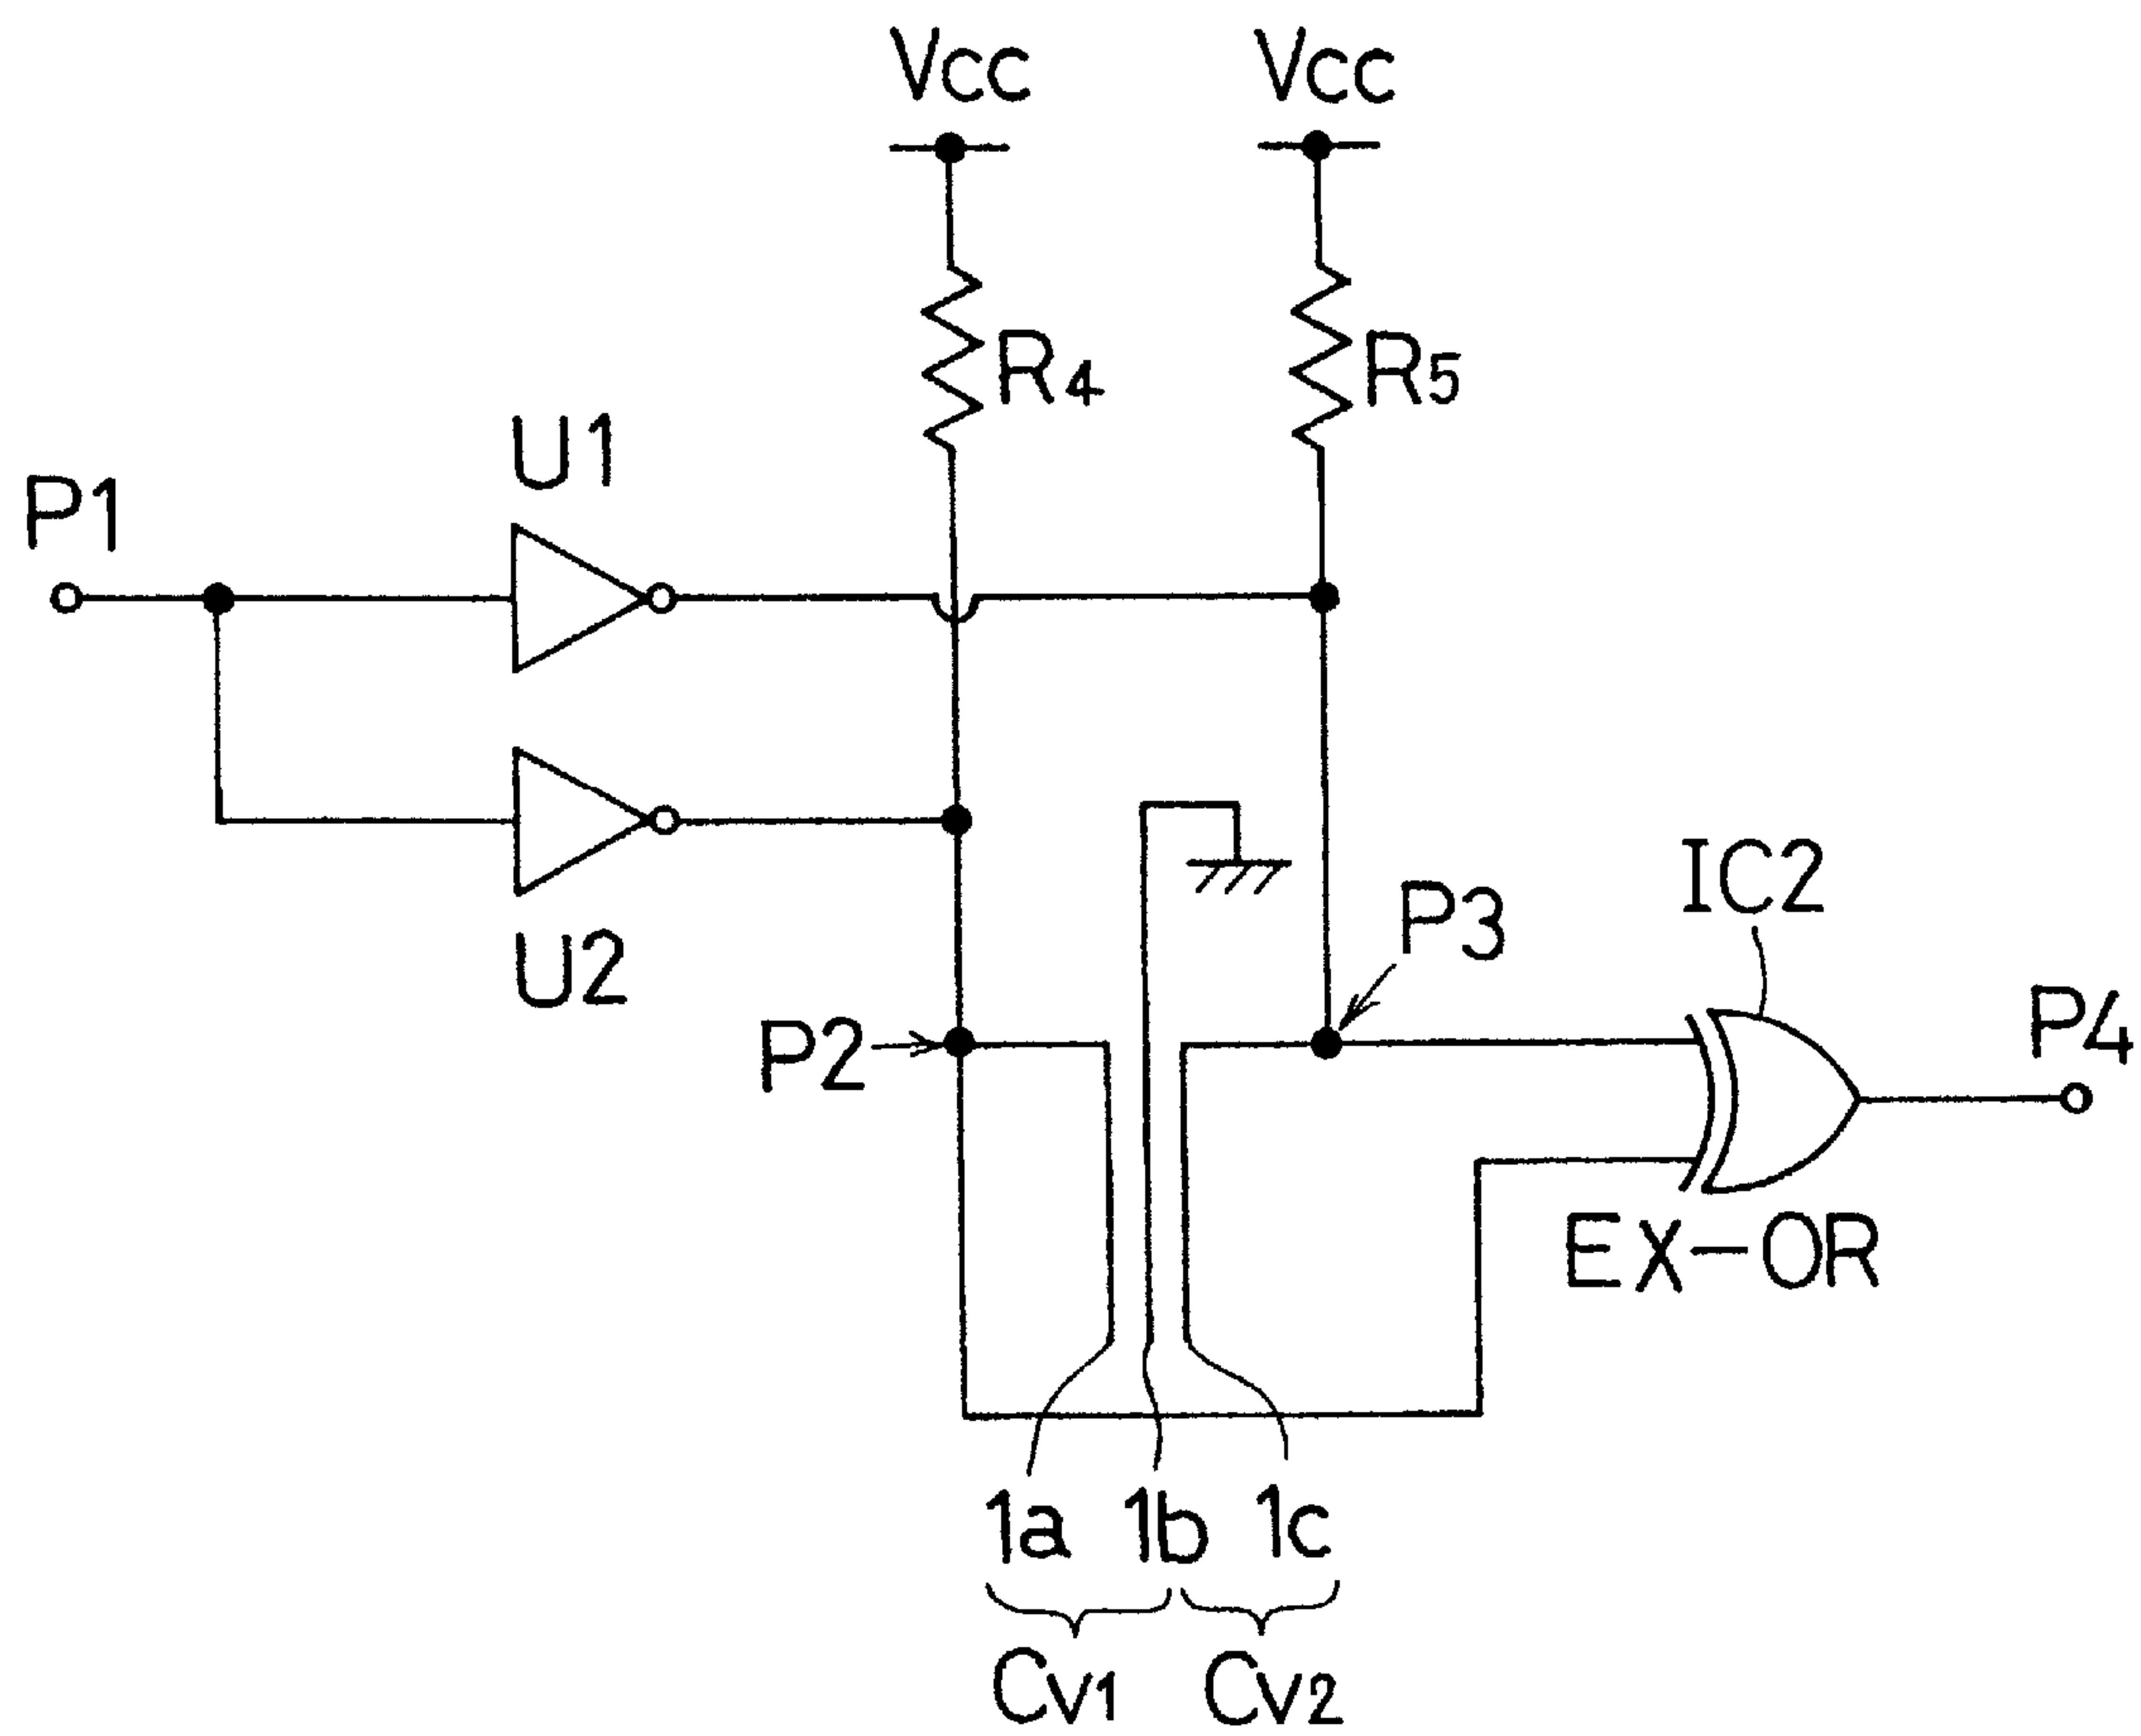 Vcc Vcc
R4 R5
U1
P1
U2
IC2
P3
P2
P4
EX-OR
1a 1b 1c
Cv1 Cv2